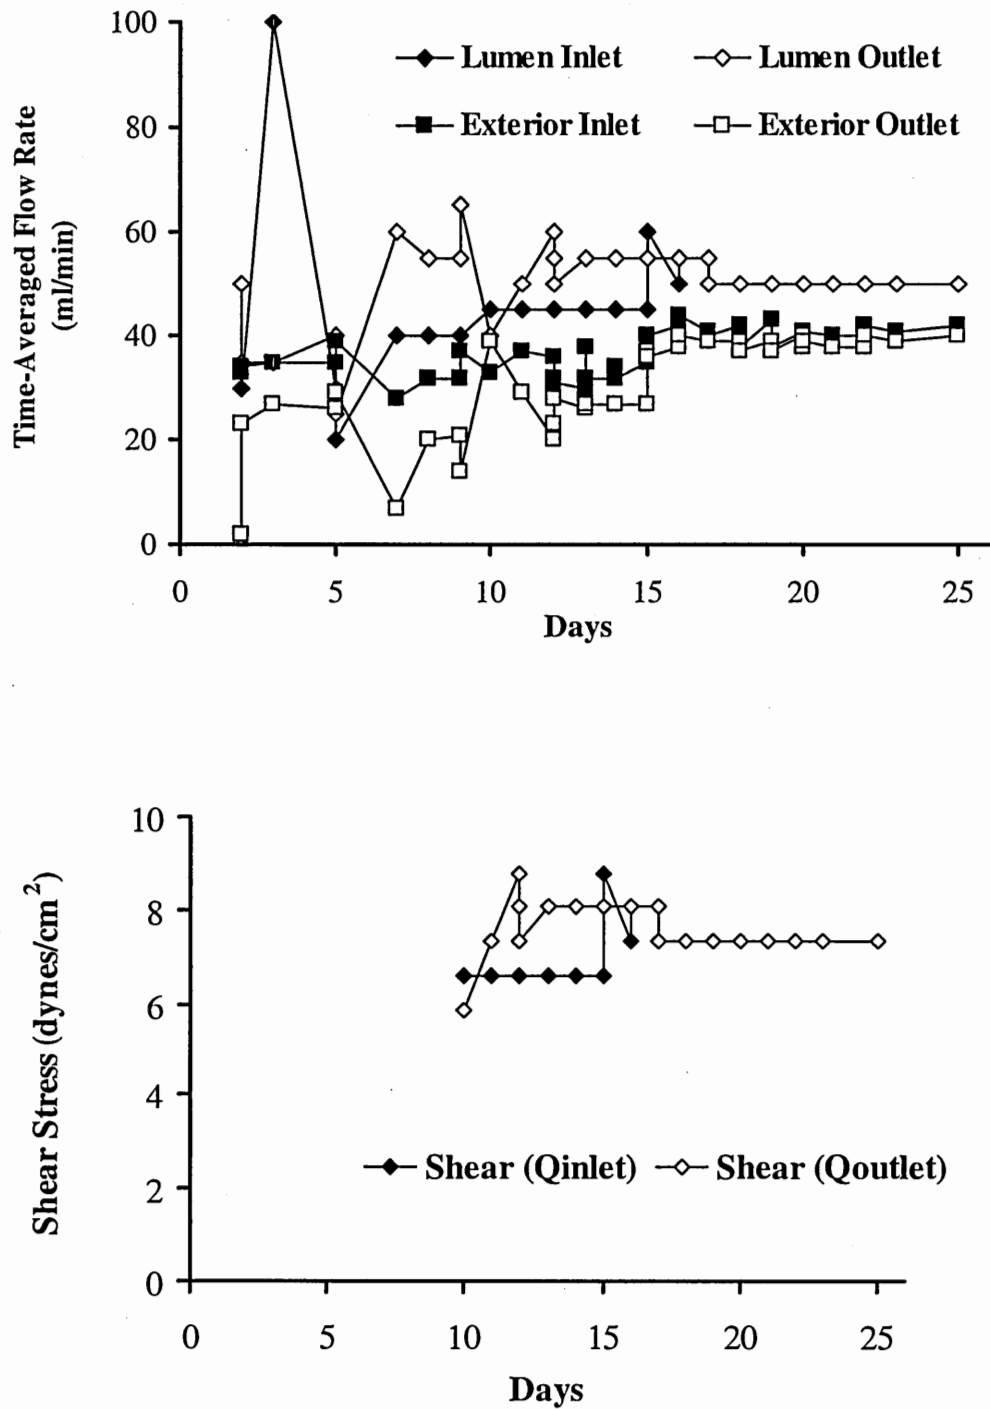 100
80
60
40
20
0
Time-Averaged Flow Rate
(ml/min)
Lumen Inlet
Lumen Outlet
Exterior Inlet
Exterior Outlet
0 5 10 15 20 25
Days
10
8
6
4
2
0
Shear Stress (dynes/cm²)
Shear (Qinlet)
Shear (Qoutlet)
0 5 10 15 20 25
Days